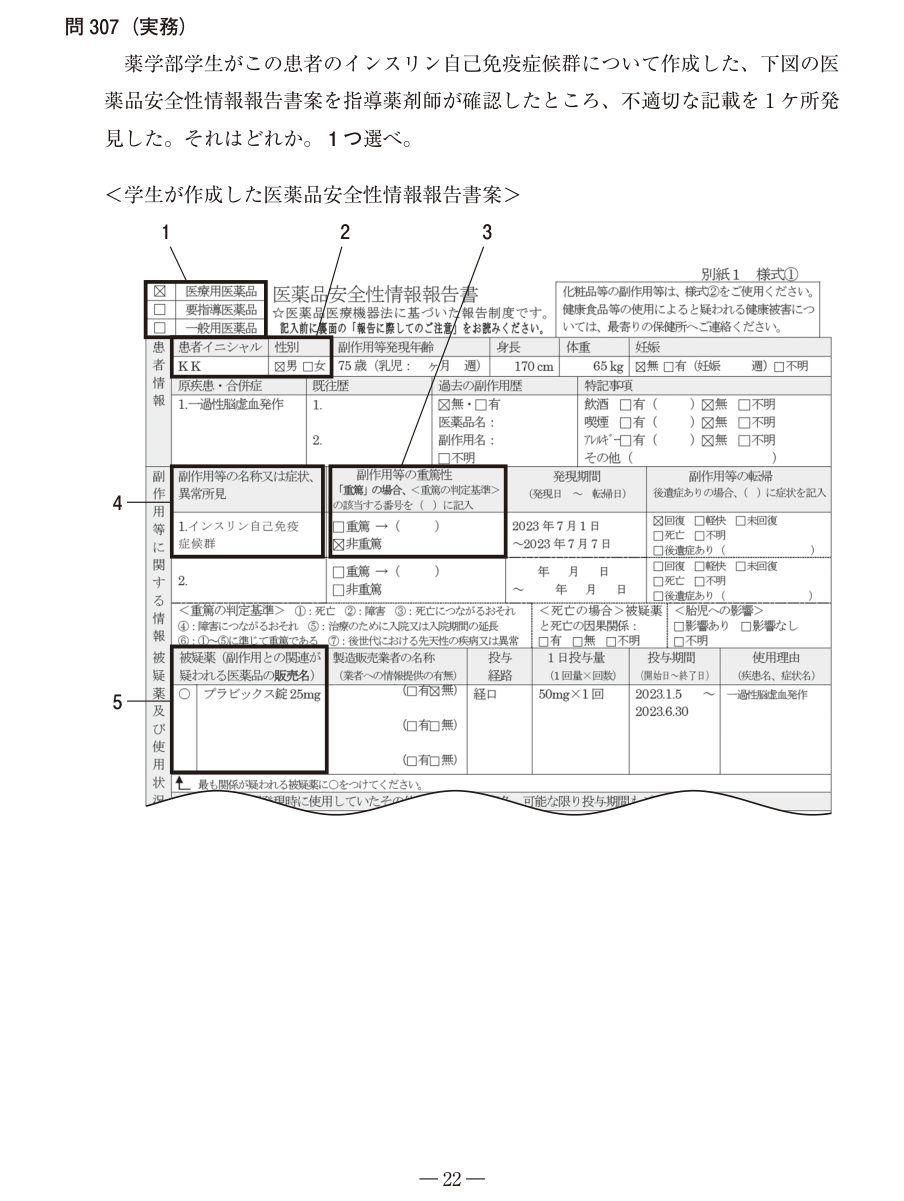 問 307（実務）
薬学部学生がこの患者のインスリン自己免疫症候群について作成した、下図の医
薬品安全性情報報告書案を指導薬剤師が確認したところ、不適切な記載を１ケ所発
見した。それはどれか。１つ選べ。
＜学生が作成した医薬品安全性情報報告書案＞
1 2 3
別紙１　様式①
☒ 医療用医薬品
□ 要指導医薬品
□ 一般用医薬品
医薬品安全性情報報告書
☆医薬品医療機器法に基づいた報告制度です。
記入前に裏面の「報告に際してのご注意」をお読みください。
化粧品等の副作用等は、様式②をご使用ください。
健康食品等の使用によると疑われる健康被害につ
いては、最寄りの保健所へご連絡ください。
患者情報
患者イニシャル 性別 副作用等発現年齢 身長 体重 妊娠
K K ☒男 □女 75 歳（乳児： ヶ月 週） 170 cm 65 kg ☒無 □有（妊娠 週）□不明
原疾患・合併症 既往歴 過去の副作用歴 特記事項
1.一過性脳虚血発作 1. ☒無・□有 飲酒 □有（ ）☒無 □不明
医薬品名： 喫煙 □有（ ）☒無 □不明
2. 副作用名： ｱﾚﾙｷﾞｰ□有（ ）☒無 □不明
□不明 その他（ ）
4
副作用等に関する情報
副作用等の名称又は症状、
異常所見
副作用等の重篤性
「重篤」の場合、＜重篤の判定基準＞
の該当する番号を（ ）に記入
発現期間
（発現日 ～ 転帰日）
副作用等の転帰
後遺症ありの場合、（ ）に症状を記入
1.インスリン自己免疫
症候群
□重篤 →（ ）
☒非重篤
2023 年 7 月 1 日
～2023 年 7 月 7 日
☒回復 □軽快 □未回復
□死亡 □不明
□後遺症あり（ ）
2.
□重篤 →（ ）
□非重篤
年 月 日
～ 年 月 日
□回復 □軽快 □未回復
□死亡 □不明
□後遺症あり（ ）
＜重篤の判定基準＞ ①：死亡 ②：障害 ③：死亡につながるおそれ
④：障害につながるおそれ ⑤：治療のために入院又は入院期間の延長
⑥：①～⑤に準じて重篤である ⑦：後世代における先天性の疾病又は異常
＜死亡の場合＞被疑薬
と死亡の因果関係：
□有 □無 □不明
＜胎児への影響＞
□影響あり □影響なし
□不明
5
被疑薬及び使用状況
被疑薬（副作用との関連が
疑われる医薬品の販売名）
製造販売業者の名称
（業者への情報提供の有無）
投与
経路
１日投与量
（1回量×回数）
投与期間
（開始日～終了日）
使用理由
（疾患名、症状名）
○ プラビックス錠 25mg （□有☒無） 経口 50mg×１回 2023.1.5 ～ 一過性脳虚血発作
2023.6.30
（□有□無）
（□有□無）
最も関係が疑われる被疑薬に○をつけてください。
発現時に使用していたその
可能な限り投与期間も
― 22 ―